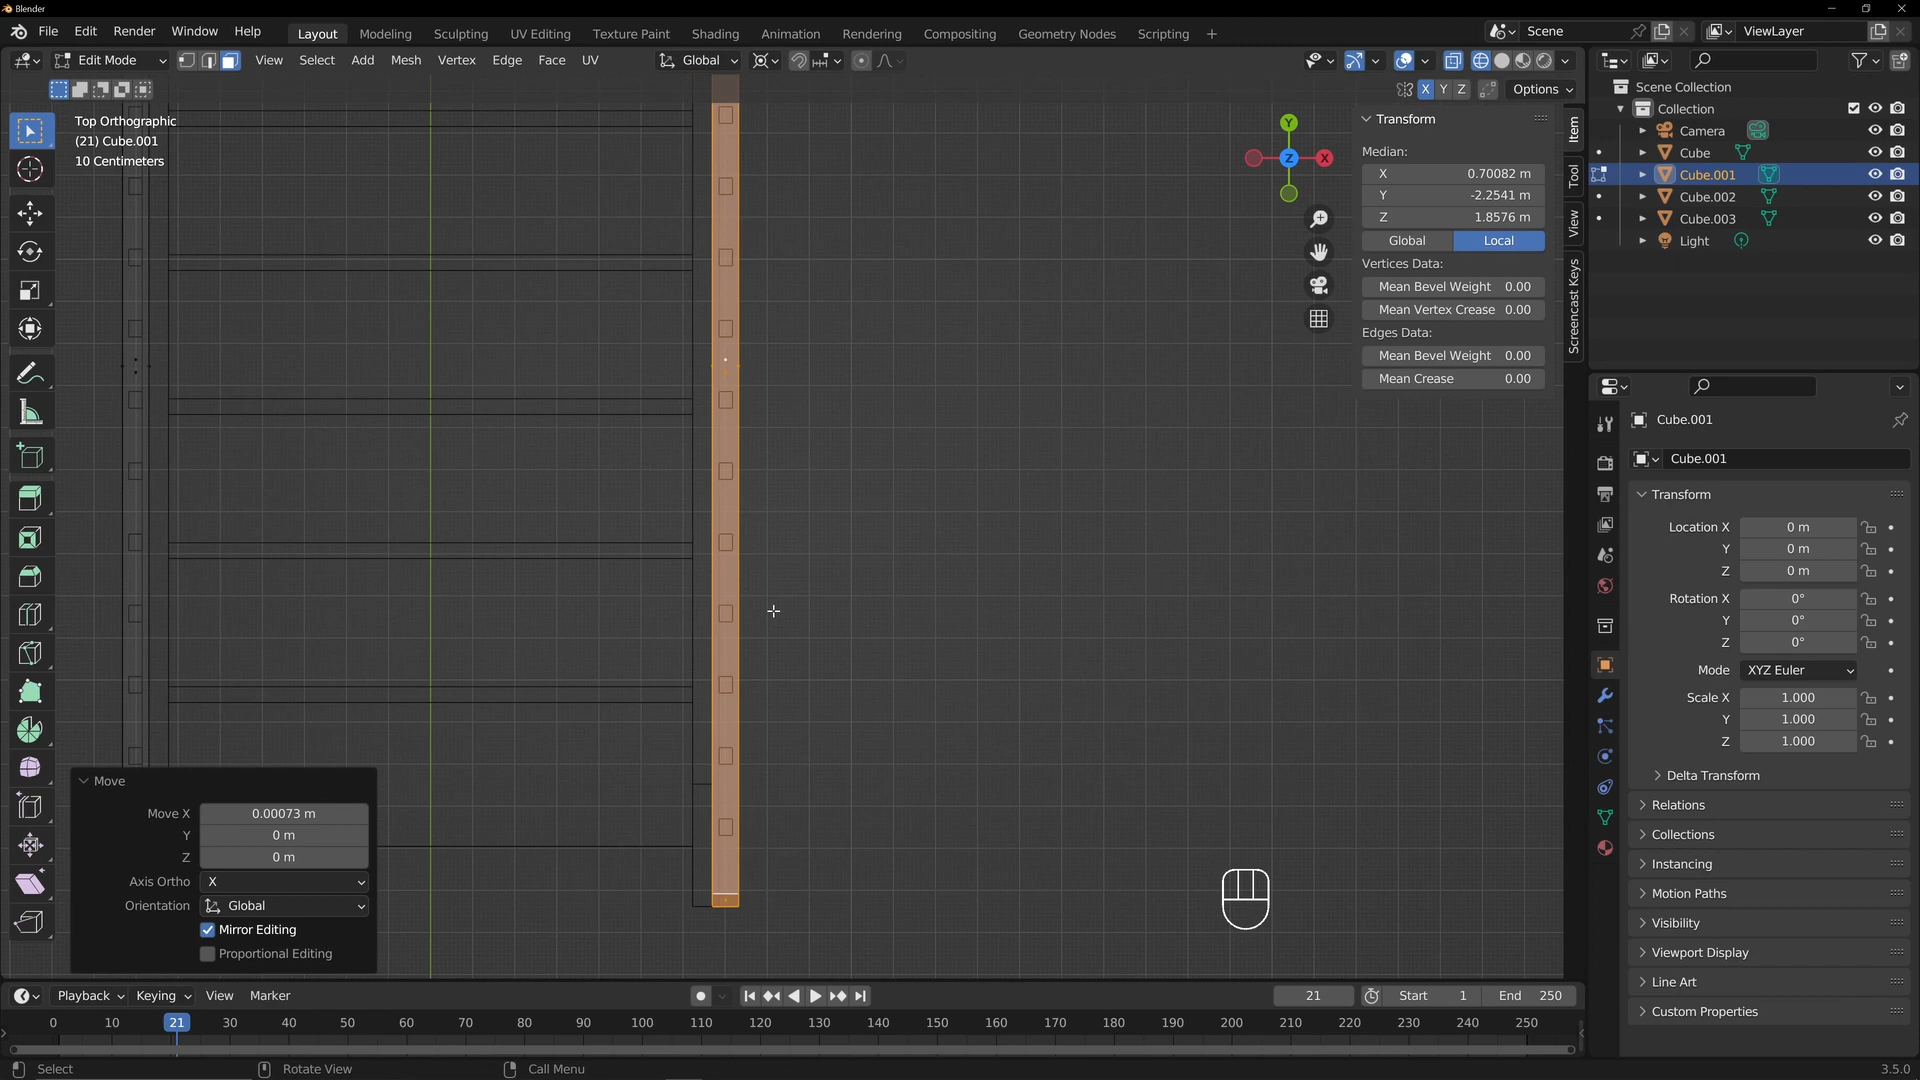 Blender
File Edit Render Window Help
Layout Modeling Sculpting UV Editing Texture Paint Shading Animation Rendering Compositing Geometry Nodes Scripting +
Scene
ViewLayer
Edit Mode
View Select Add Mesh Vertex Edge Face UV
Global
X Y Z
Options
Top Orthographic
(21) Cube.001
10 Centimeters
Y
Z
X
Transform
Median:
X 0.70082 m
Y -2.2541 m
Z 1.8576 m
Global Local
Vertices Data:
Mean Bevel Weight 0.00
Mean Vertex Crease 0.00
Edges Data:
Mean Bevel Weight 0.00
Mean Crease 0.00
Item
Tool
View
Screencast Keys
Scene Collection
Collection
Camera
Cube
Cube.001
Cube.002
Cube.003
Light
Cube.001
Cube.001
Transform
Location X 0 m
Y 0 m
Z 0 m
Rotation X 0°
Y 0°
Z 0°
Mode XYZ Euler
Scale X 1.000
Y 1.000
Z 1.000
Delta Transform
Relations
Collections
Instancing
Motion Paths
Visibility
Viewport Display
Line Art
Custom Properties
Move
Move X 0.00073 m
Y 0 m
Z 0 m
Axis Ortho X
Orientation Global
Mirror Editing
Proportional Editing
Playback Keying View Marker
21 Start 1 End 250
0 10 21 30 40 50 60 70 80 90 100 110 120 130 140 150 160 170 180 190 200 210 220 230 240 250
Select Rotate View Call Menu 3.5.0